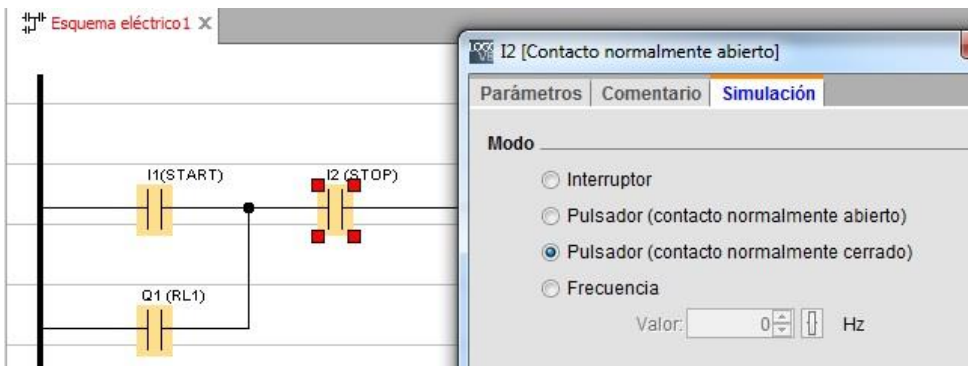 Esquema eléctrico1
I1(START)
I2 (STOP)
Q1 (RL1)
I2 [Contacto normalmente abierto]
Parámetros Comentario Simulación
Modo
Interruptor
Pulsador (contacto normalmente abierto)
Pulsador (contacto normalmente cerrado)
Frecuencia
Valor: 0 Hz